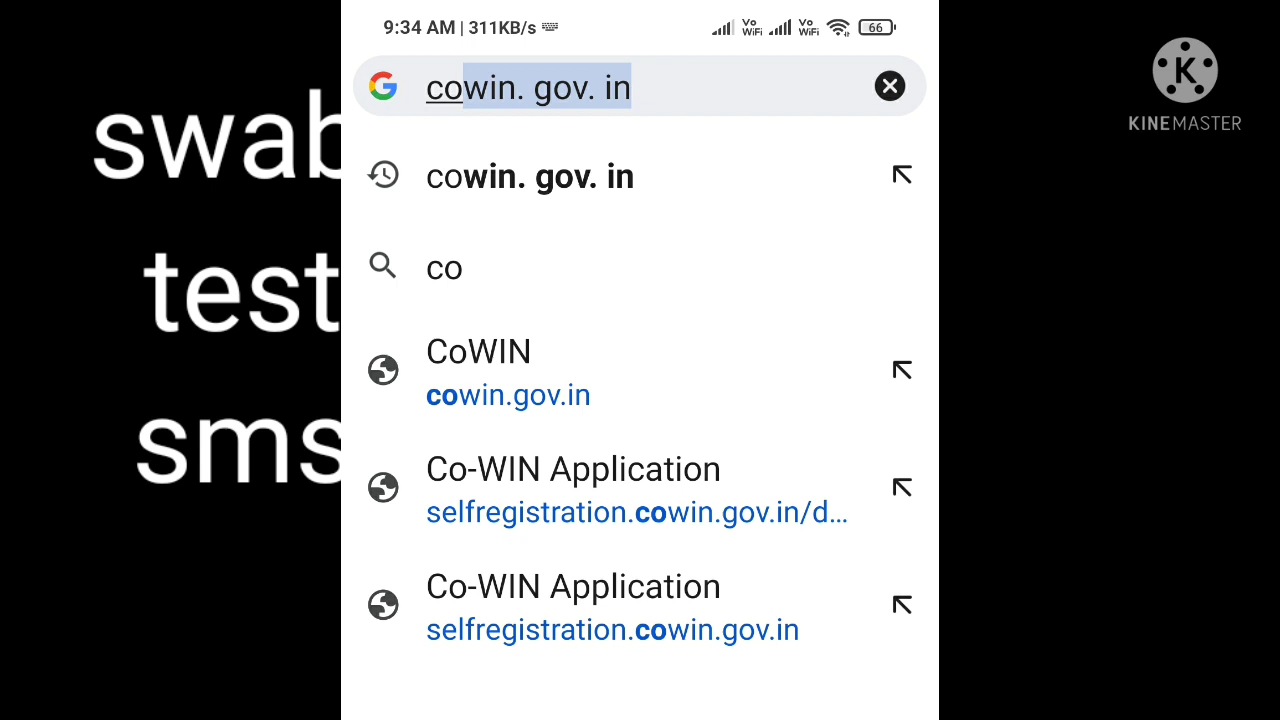 9:34 AM | 311KB/s
Vo WiFi Vo WiFi 66
cowin. gov. in
KINEMASTER
cowin. gov. in
co
CoWIN
cowin.gov.in
Co-WIN Application
selfregistration.cowin.gov.in/d...
Co-WIN Application
selfregistration.cowin.gov.in
swab
test
sms